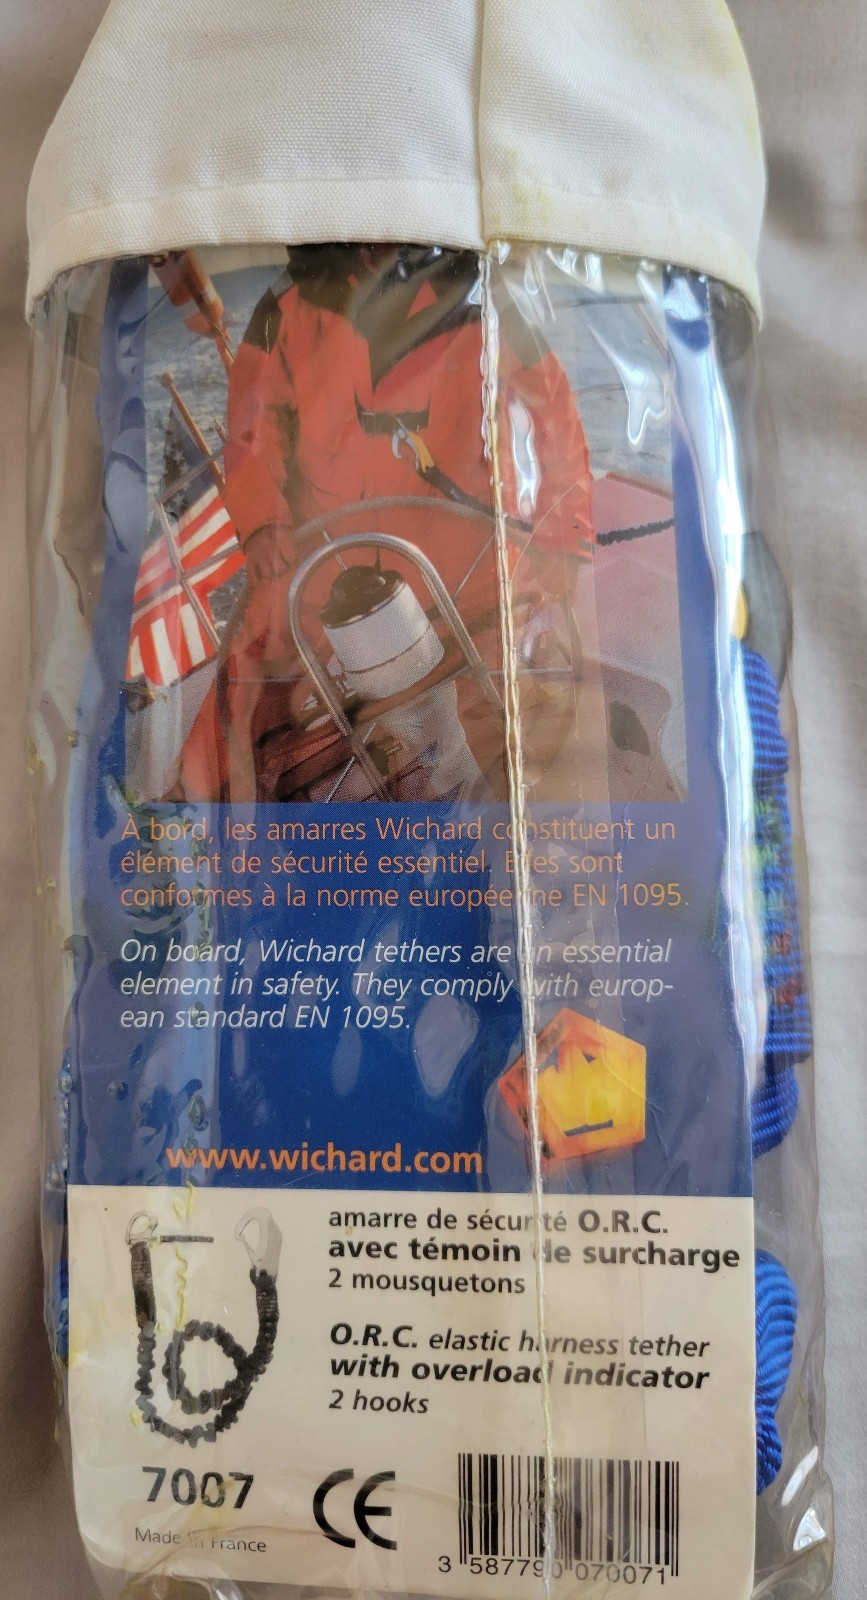 À bord, les amarres Wichard constituent un
élément de sécurité essentiel. Elles sont
conformes à la norme européenne EN 1095.
On board, Wichard tethers are an essential
element in safety. They comply with europ-
ean standard EN 1095.
www.wichard.com
amarre de sécurité O.R.C.
avec témoin de surcharge
2 mousquetons
O.R.C. elastic harness tether
with overload indicator
2 hooks
7007
CE
Made in France
3 587790 070071